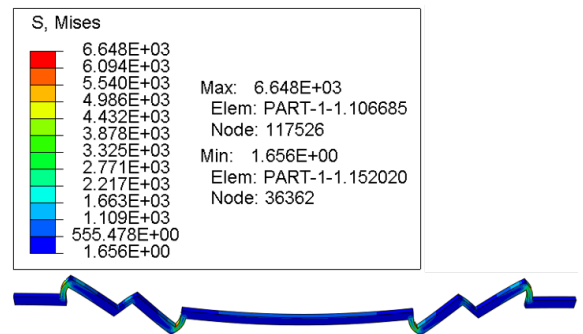 S, Mises
6.648E+03
6.094E+03
5.540E+03
4.986E+03
4.432E+03
3.878E+03
3.325E+03
2.771E+03
2.217E+03
1.663E+03
1.109E+03
555.478E+00
1.656E+00
Max: 6.648E+03
Elem: PART-1-1.106685
Node: 117526
Min: 1.656E+00
Elem: PART-1-1.152020
Node: 36362